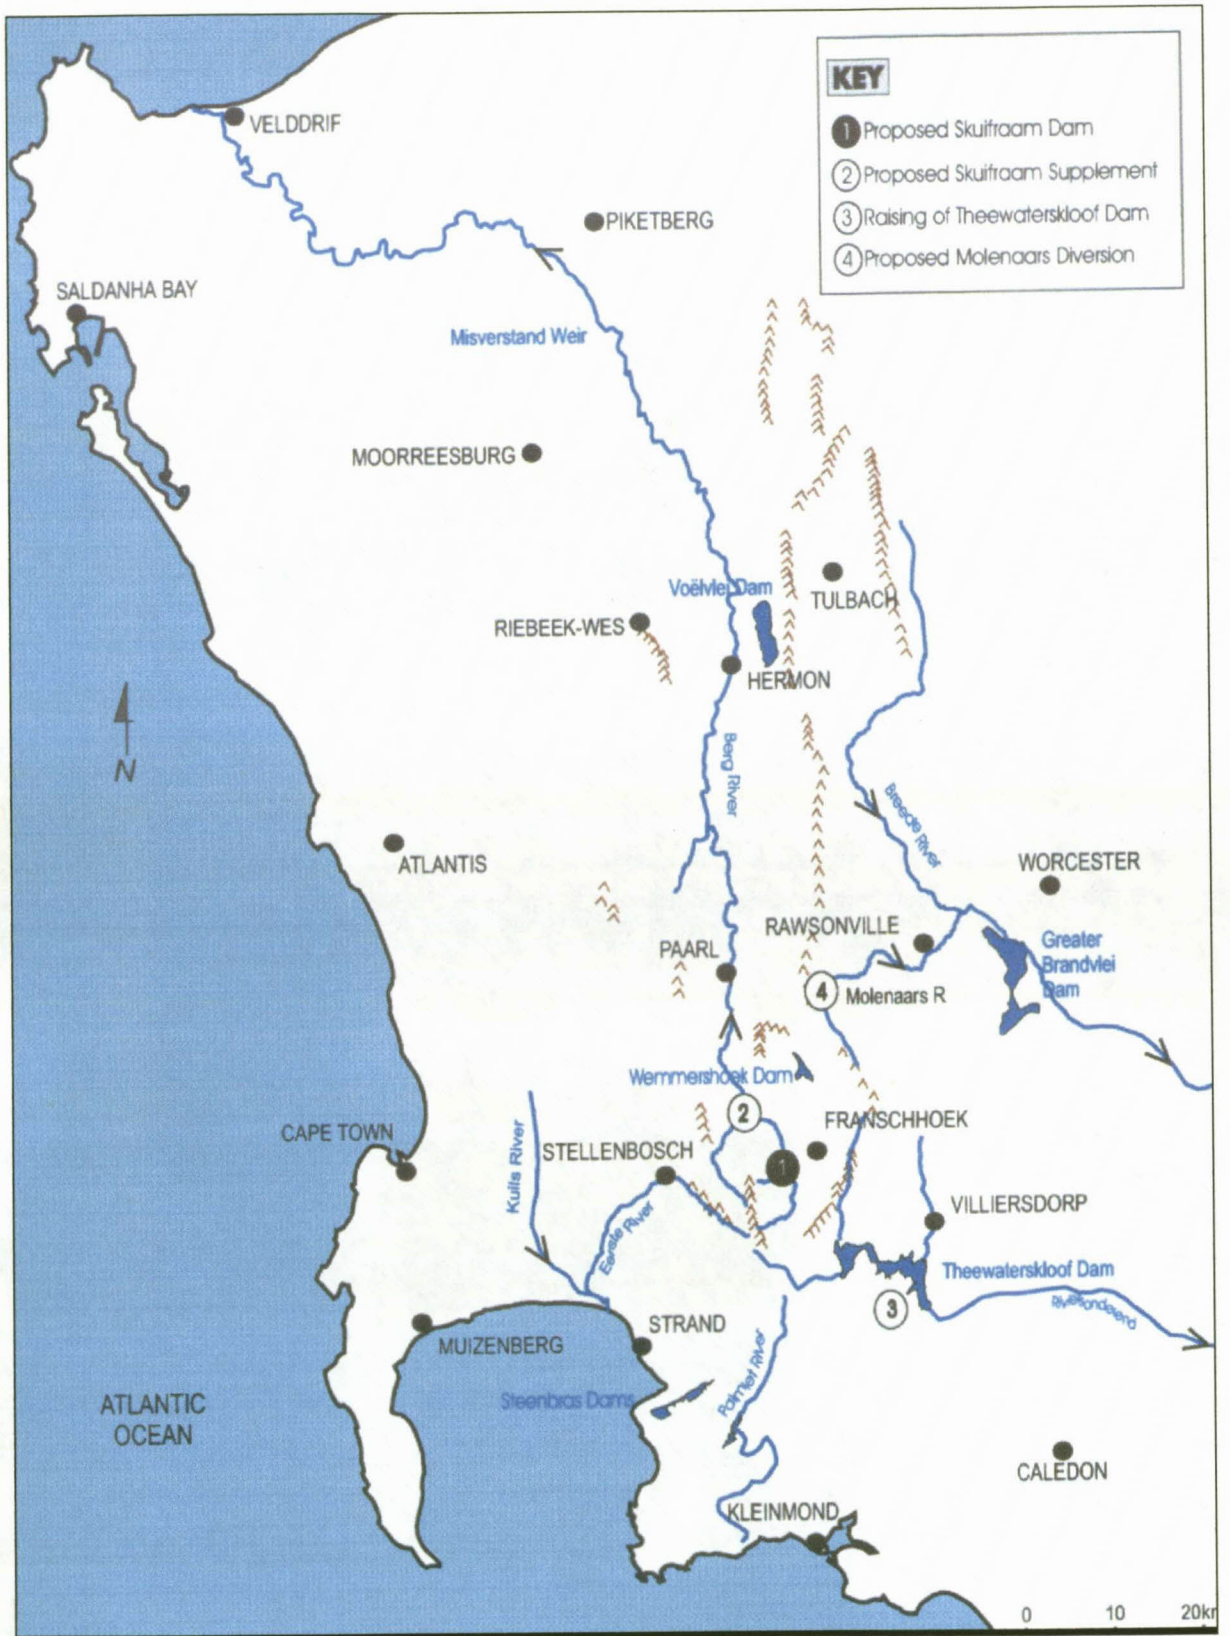 KEY
1 Proposed Skuifraam Dam
2 Proposed Skuifraam Supplement
3 Raising of Theewaterskloof Dam
4 Proposed Molenaars Diversion
VELDDRIF
PIKETBERG
SALDANHA BAY
Misverstand Weir
MOORREESBURG
Voëlvlei Dam
TULBACH
RIEBEEK-WES
HERMON
N
Berg River
Breede River
ATLANTIS
WORCESTER
RAWSONVILLE
Greater
Brandvlei
Dam
PAARL
4
Molenaars R
Wemmershoek Dam
2
FRANSCHHOEK
CAPE TOWN
Kuils River
STELLENBOSCH
1
Eerste River
VILLIERSDORP
Theewaterskloof Dam
3
Riviersonderend
STRAND
MUIZENBERG
Palmiet River
Steenbras Dams
ATLANTIC
OCEAN
CALEDON
KLEINMOND
0 10 20km